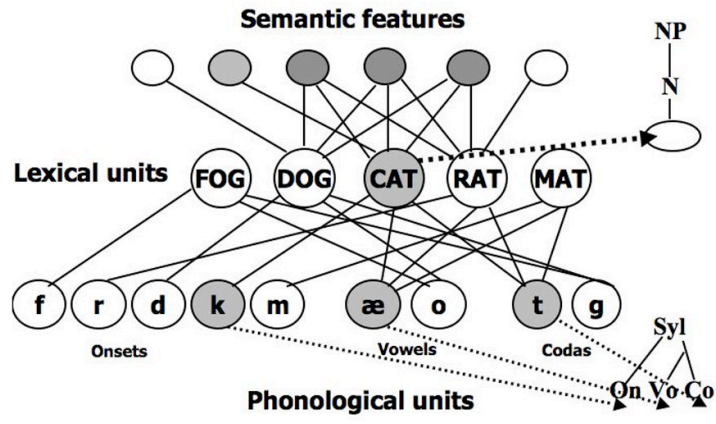 Semantic features
NP
N
Lexical units
FOG DOG CAT RAT MAT
f r d k m æ o t g
Onsets Vowels Codas
Syl
On Vo Co
Phonological units